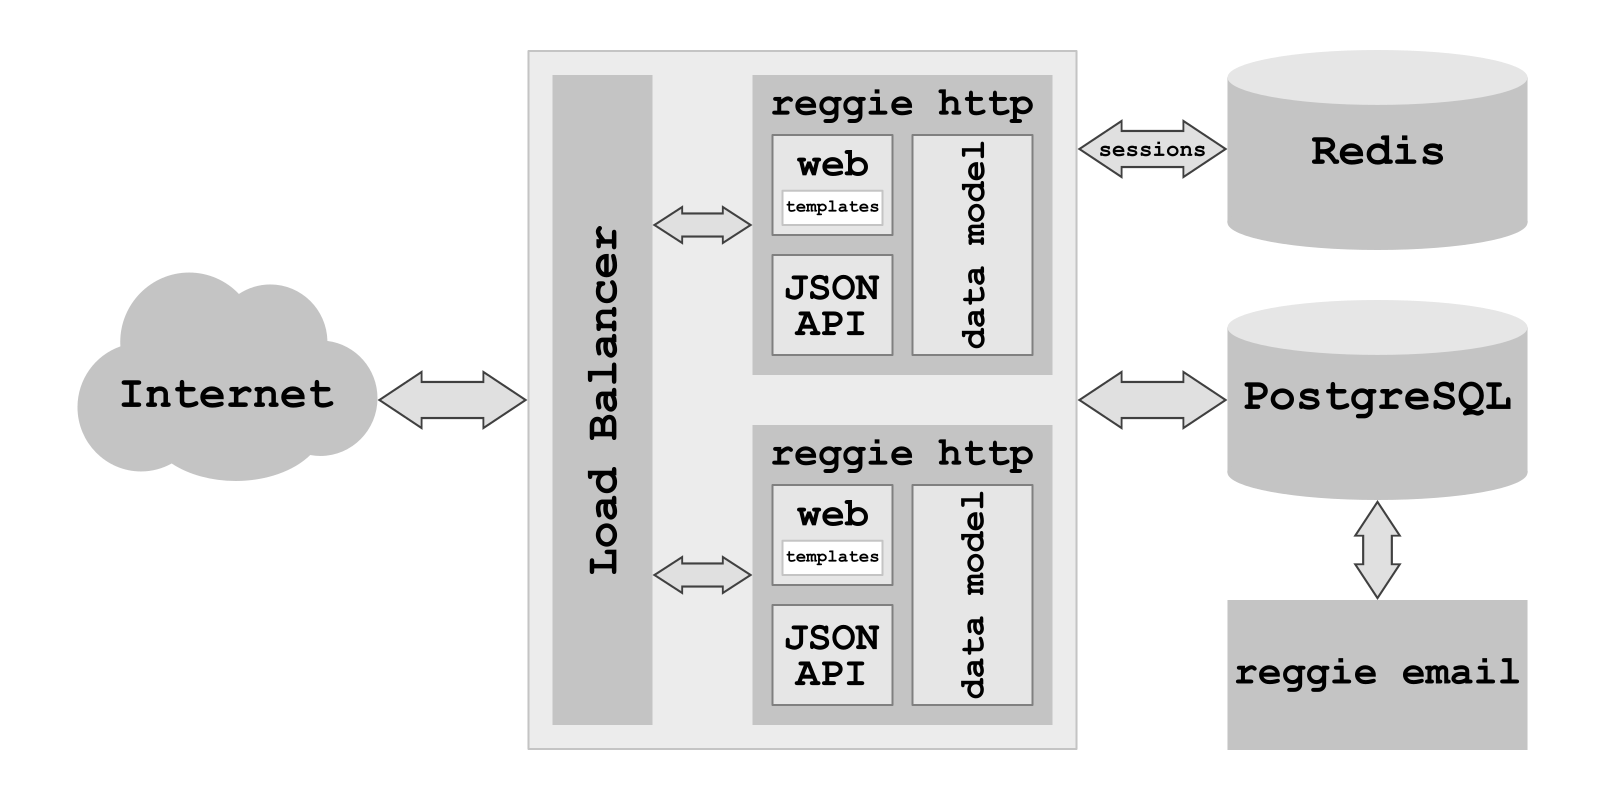 Internet
Load Balancer
reggie http
web
templates
JSON
API
data model
reggie http
web
templates
JSON
API
data model
sessions
Redis
PostgreSQL
reggie email